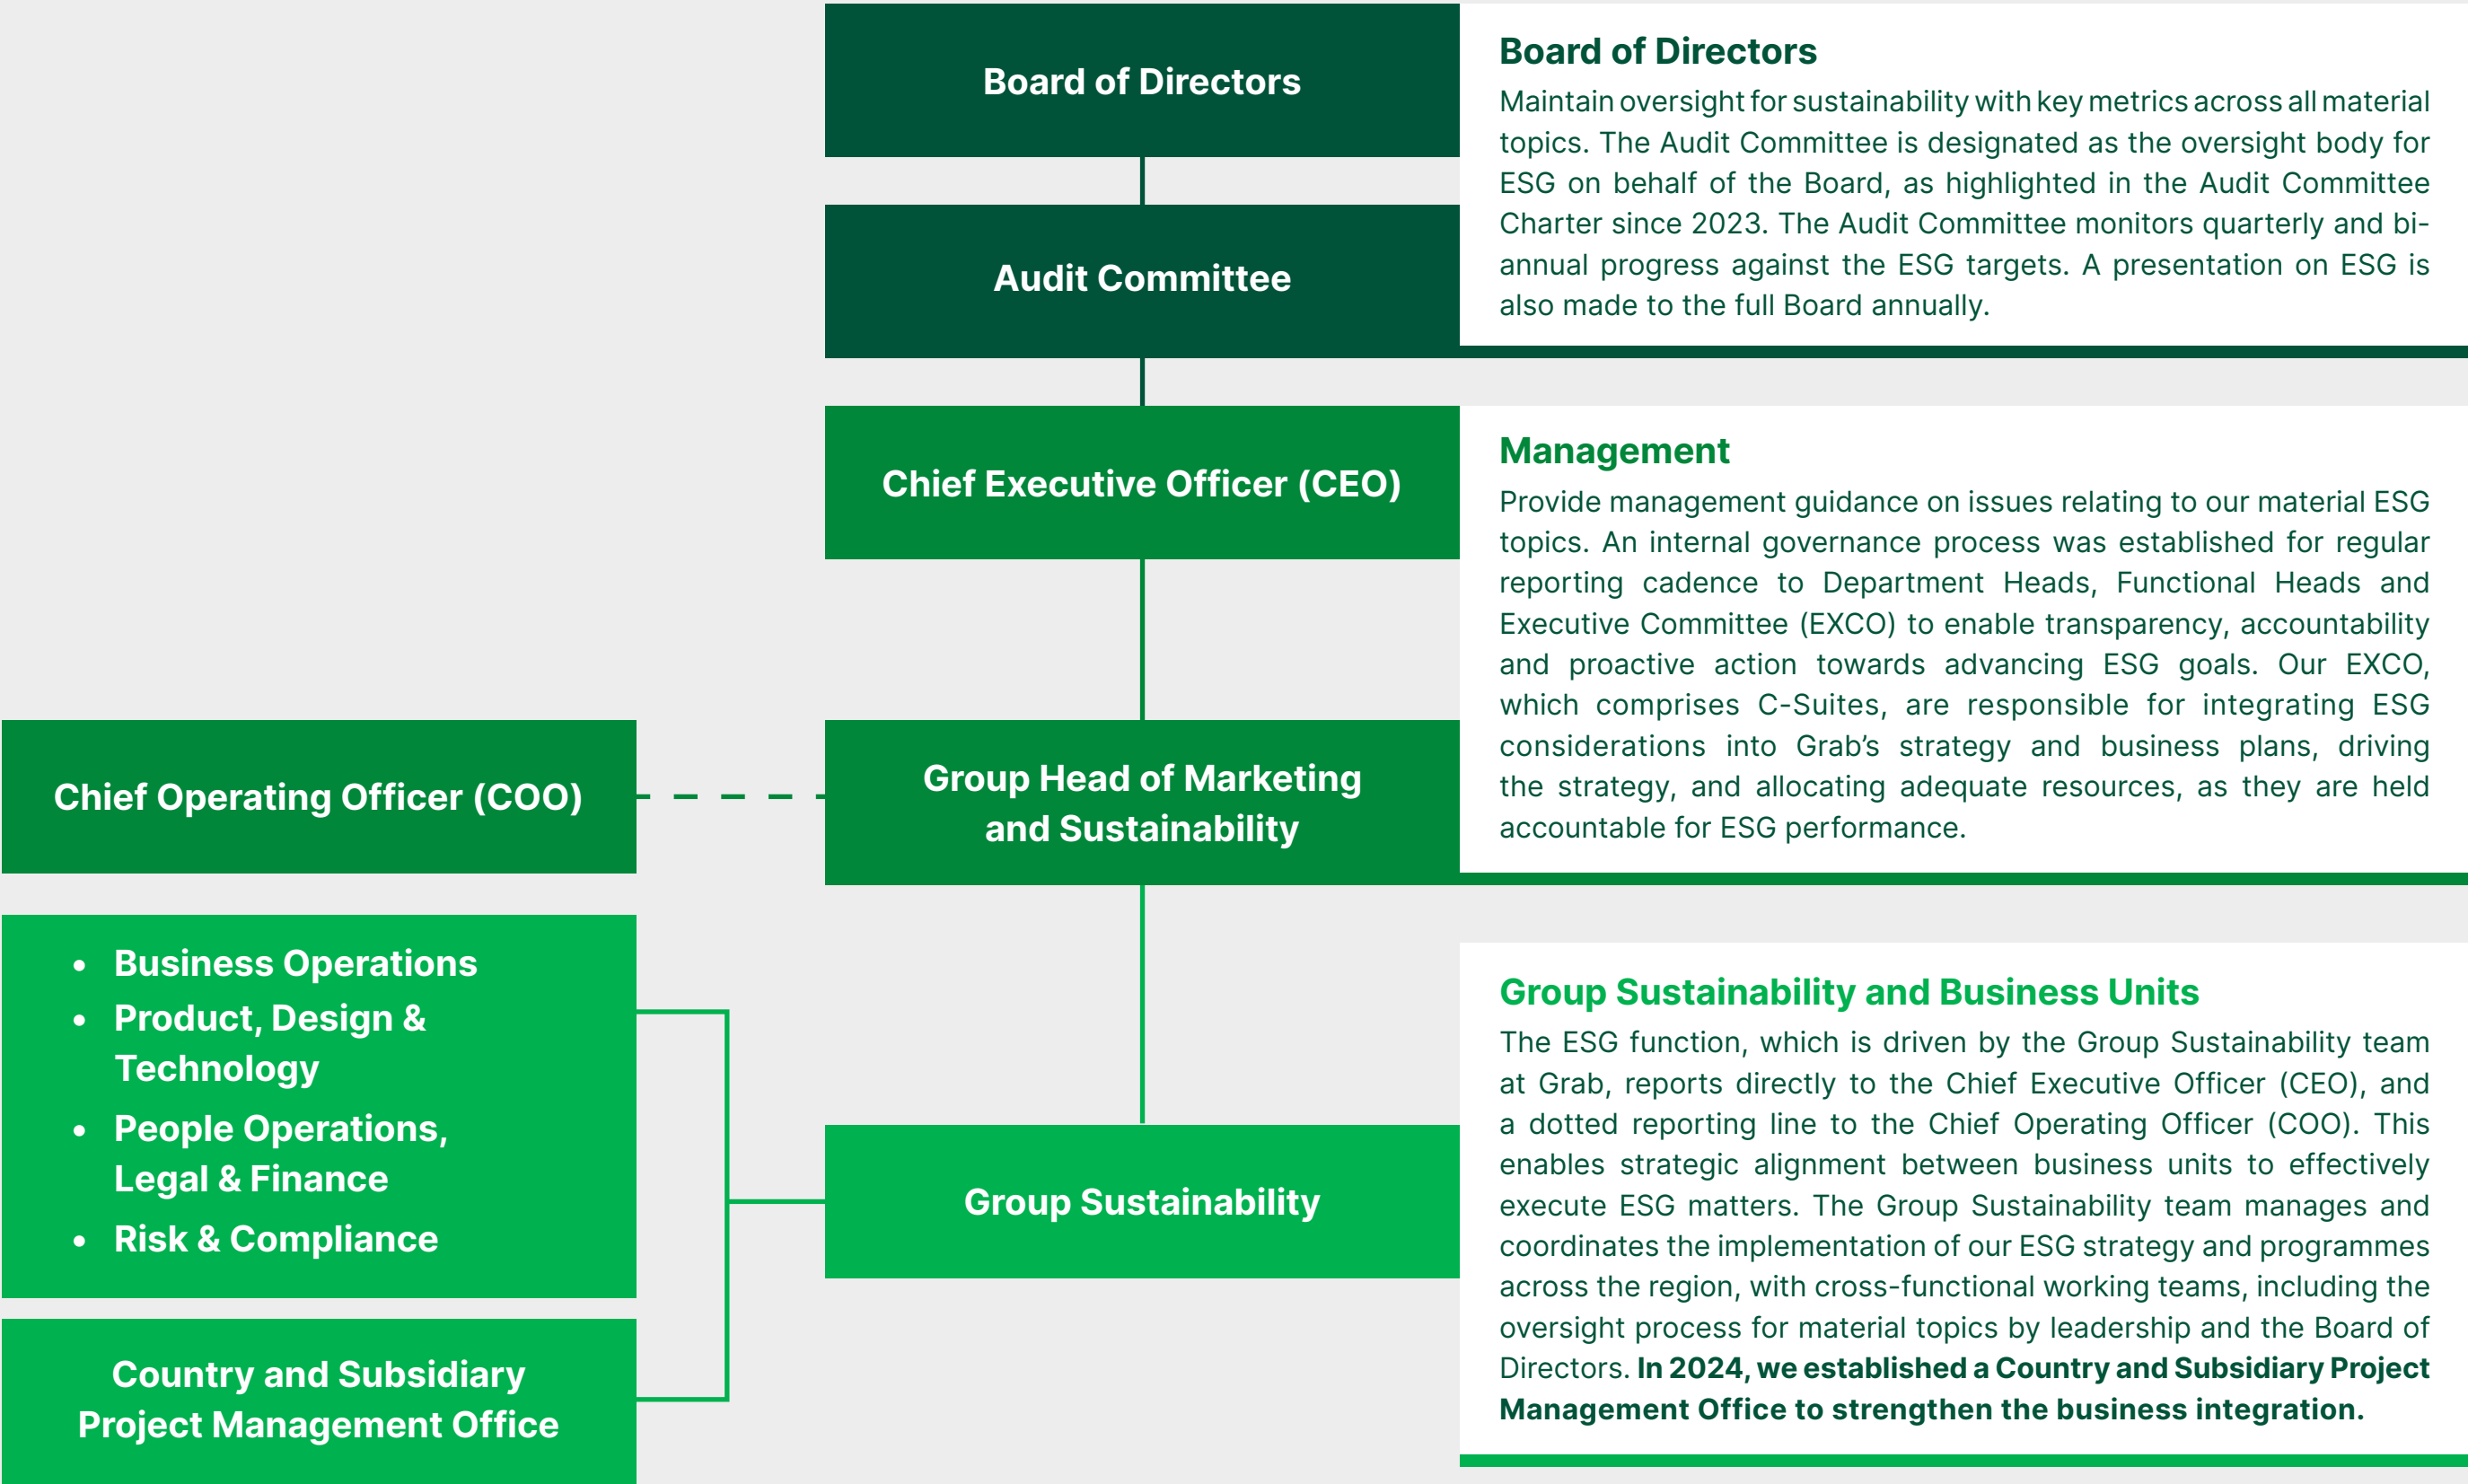 Board of Directors
Audit Committee
Board of Directors
Maintain oversight for sustainability with key metrics across all material
topics. The Audit Committee is designated as the oversight body for
ESG on behalf of the Board, as highlighted in the Audit Committee
Charter since 2023. The Audit Committee monitors quarterly and bi-
annual progress against the ESG targets. A presentation on ESG is
also made to the full Board annually.
Chief Executive Officer (CEO)
Chief Operating Officer (COO)
Group Head of Marketing
and Sustainability
Management
Provide management guidance on issues relating to our material ESG
topics. An internal governance process was established for regular
reporting cadence to Department Heads, Functional Heads and
Executive Committee (EXCO) to enable transparency, accountability
and proactive action towards advancing ESG goals. Our EXCO,
which comprises C-Suites, are responsible for integrating ESG
considerations into Grab’s strategy and business plans, driving
the strategy, and allocating adequate resources, as they are held
accountable for ESG performance.
• Business Operations
• Product, Design &
Technology
• People Operations,
Legal & Finance
• Risk & Compliance
Country and Subsidiary
Project Management Office
Group Sustainability
Group Sustainability and Business Units
The ESG function, which is driven by the Group Sustainability team
at Grab, reports directly to the Chief Executive Officer (CEO), and
a dotted reporting line to the Chief Operating Officer (COO). This
enables strategic alignment between business units to effectively
execute ESG matters. The Group Sustainability team manages and
coordinates the implementation of our ESG strategy and programmes
across the region, with cross-functional working teams, including the
oversight process for material topics by leadership and the Board of
Directors. In 2024, we established a Country and Subsidiary Project
Management Office to strengthen the business integration.